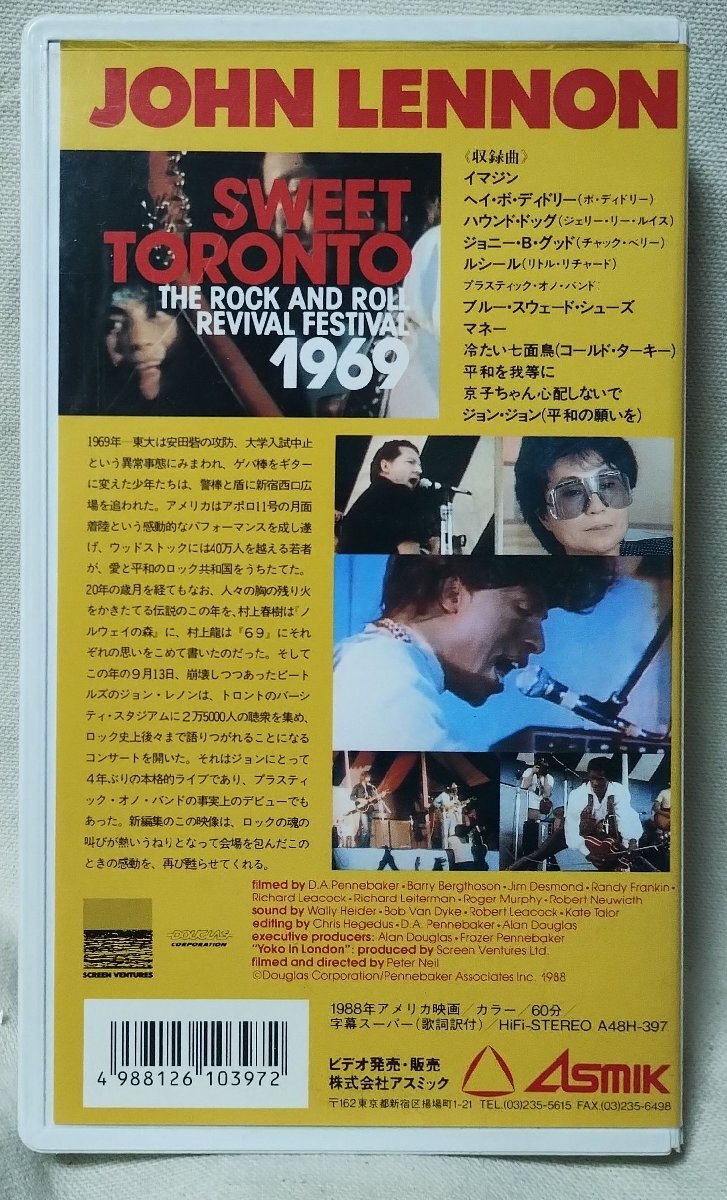 JOHN LENNON
SWEET
TORONTO
THE ROCK AND ROLL
REVIVAL FESTIVAL
1969
《収録曲》
イマジン
ヘイ・ボ・ディドリー(ボ・ディドリー)
ハウンド・ドッグ(ジェリー・リー・ルイス)
ジョニー・B・グッド(チャック・ベリー)
ルシール(リトル・リチャード)
プラスティック・オノ・バンド:
ブルー・スウェード・シューズ
マネー
冷たい七面鳥(コールド・ターキー)
平和を我等に
京子ちゃん心配しないで
ジョン・ジョン(平和の願いを)
1969年―東大は安田砦の攻防、大学入試中止
という異常事態にみまわれ、ゲバ棒をギター
に変えた少年たちは、警棒と盾に新宿西口広
場を追われた。アメリカはアポロ11号の月面
着陸という感動的なパフォーマンスを成し遂
げ、ウッドストックには40万人を越える若者
が、愛と平和のロック共和国をうちたてた。
20年の歳月を経てもなお、人々の胸の残り火
をかきたてる伝説のこの年を、村上春樹は『ノ
ルウェイの森』に、村上龍は『69』にそれ
ぞれの思いをこめて書いたのだった。そして
この年の9月13日、崩壊しつつあったビート
ルズのジョン・レノンは、トロントのバーシ
ティ・スタジアムに2万5000人の聴衆を集め、
ロック史上後々まで語りつがれることになる
コンサートを開いた。それはジョンにとって
4年ぶりの本格的ライブであり、プラスティ
ック・オノ・バンドの事実上のデビューでも
あった。新編集のこの映像は、ロックの魂の
叫びが熱いうねりとなって会場を包んだこの
ときの感動を、再び甦らせてくれる。
filmed by D.A.Pennebaker・Barry Bergthoson・Jim Desmond・Randy Frankin・
Richard Leacock・Richard Leiterman・Roger Murphy・Robert Neuwith
sound by Wally Heider・Bob Van Dyke・Robert Leacock・Kate Talor
editing by Chris Hegedus・D.A. Pennebaker・Alan Douglas
executive producers: Alan Douglas・Frazer Pennebaker
"Yoko In London": produced by Screen Ventures Ltd.
filmed and directed by Peter Neil
©Douglas Corporation/Pennebaker Associates Inc. 1988
SCREEN VENTURES
DOUGLAS
CORPORATION
1988年アメリカ映画/カラー/60分/
字幕スーパー(歌詞訳付)/HiFi-STEREO A48H-397
4 988126 103972
ビデオ発売・販売
株式会社アスミック
ASMIK
〒162 東京都新宿区揚場町1-21 TEL.(03)235-5615 FAX.(03)235-6498